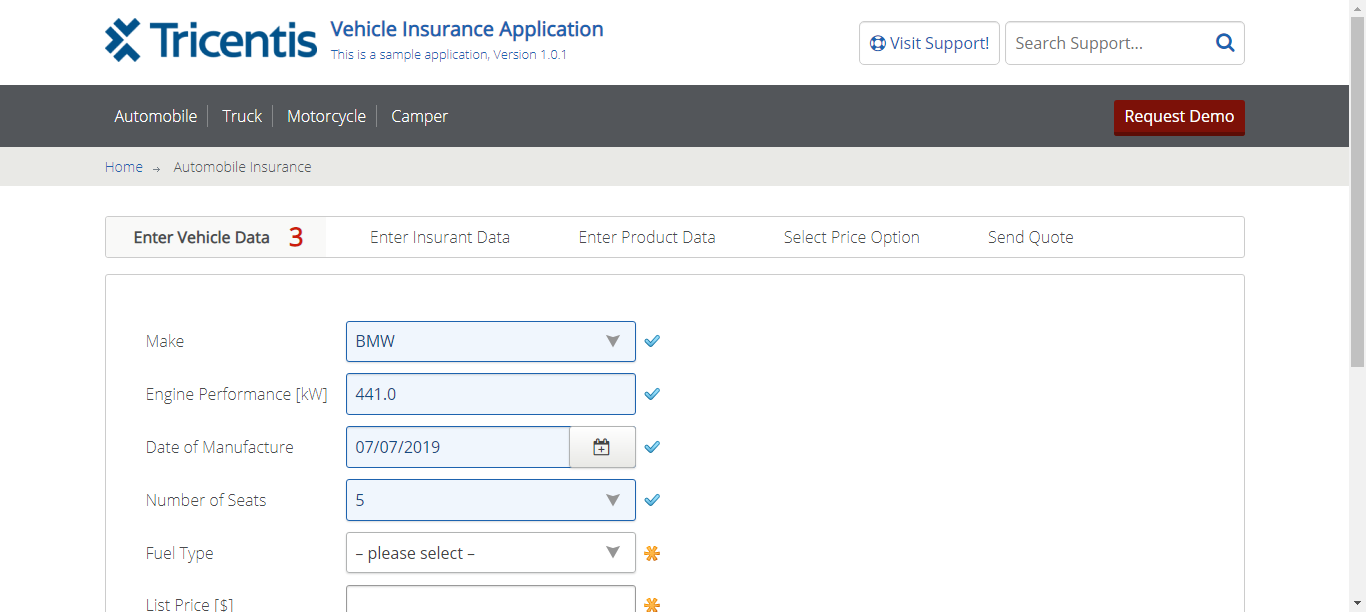 Tricentis
Vehicle Insurance Application
This is a sample application, Version 1.0.1
Visit Support!
Search Support...
Automobile
Truck
Motorcycle
Camper
Request Demo
Home → Automobile Insurance
Enter Vehicle Data 3
Enter Insurant Data
Enter Product Data
Select Price Option
Send Quote
Make
BMW
Engine Performance [kW]
441.0
Date of Manufacture
07/07/2019
Number of Seats
5
Fuel Type
– please select –
List Price [$]